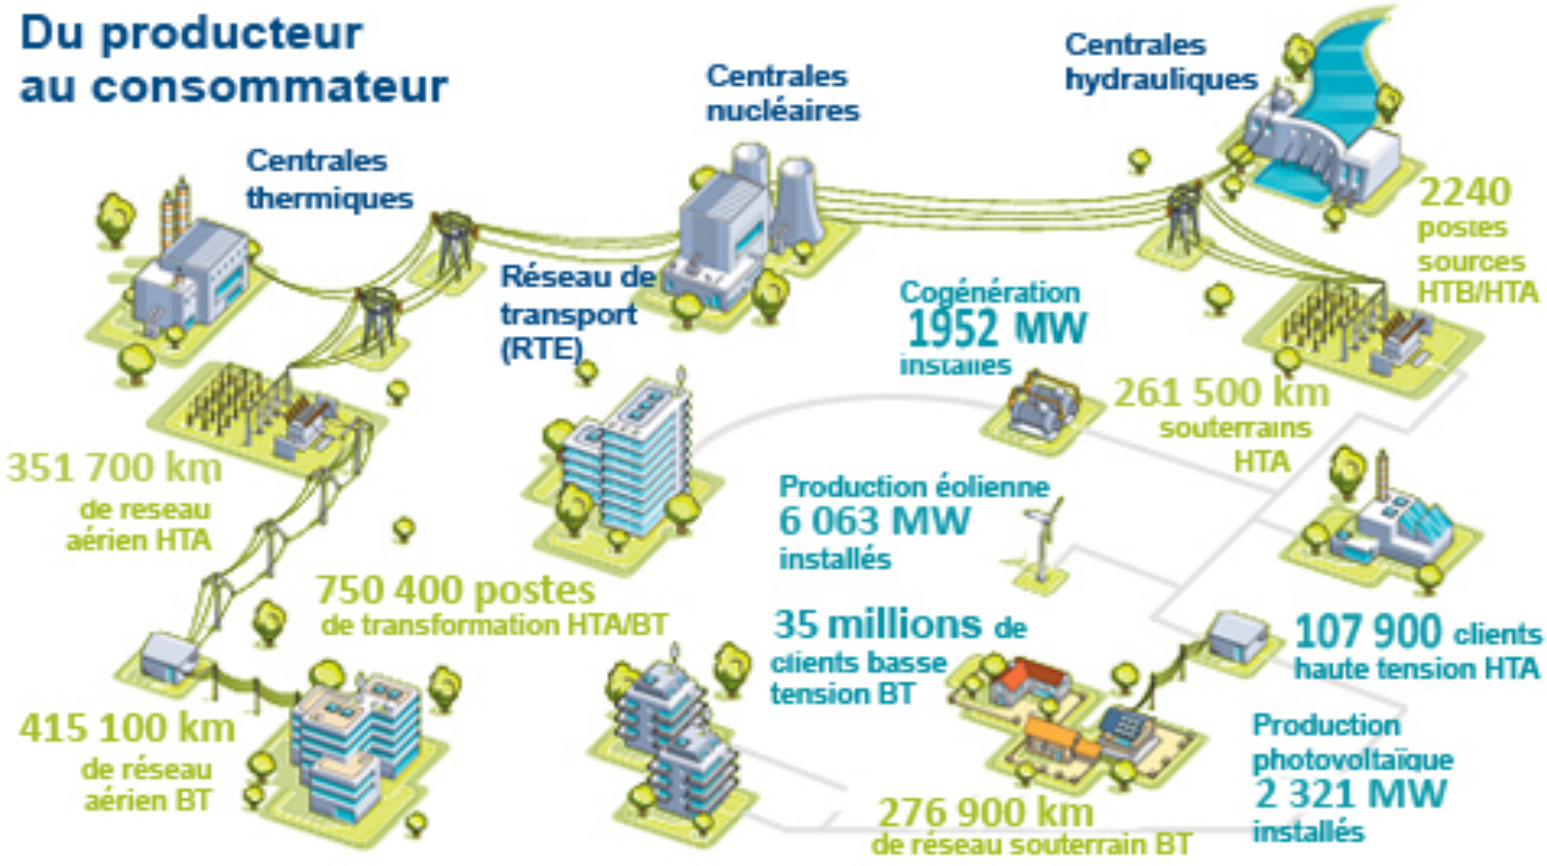 Du producteur
au consommateur
Centrales
thermiques
Centrales
nucléaires
Centrales
hydrauliques
Réseau de
transport
(RTE)
2240
postes
sources
HTB/HTA
Cogénération
1952 MW
installés
261 500 km
souterrains
HTA
351 700 km
de reseau
aérien HTA
Production éolienne
6 063 MW
installés
750 400 postes
de transformation HTA/BT
35 millions de
clients basse
tension BT
107 900 clients
haute tension HTA
415 100 km
de réseau
aérien BT
Production
photovoltaïque
2 321 MW
installés
276 900 km
de réseau souterrain BT